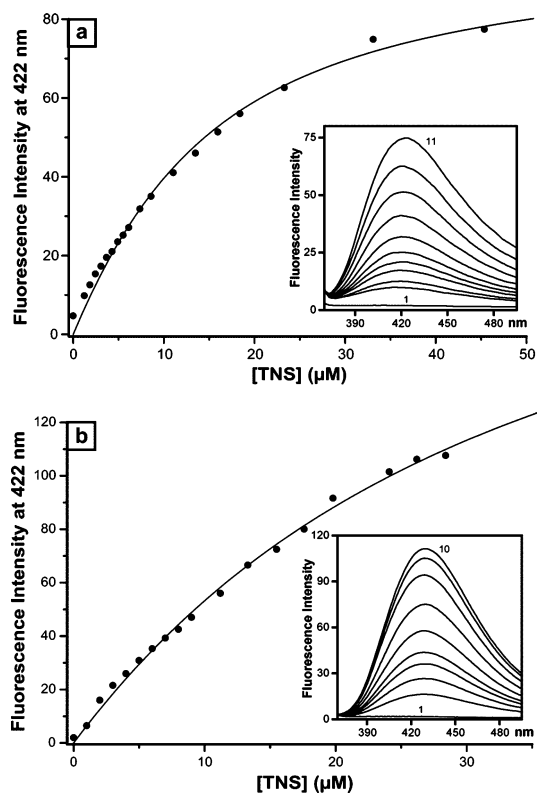 a
Fluorescence Intensity at 422 nm
80
60
40
20
0
0 10 20 30 40 50
[TNS] (µM)
Fluorescence Intensity
75
50
25
0
11
1
390 420 450 480 nm
b
Fluorescence Intensity at 422 nm
120
100
80
60
40
20
0
0 10 20 30
[TNS] (µM)
Fluorescence Intensity
120
90
60
30
0
10
1
390 420 450 480 nm